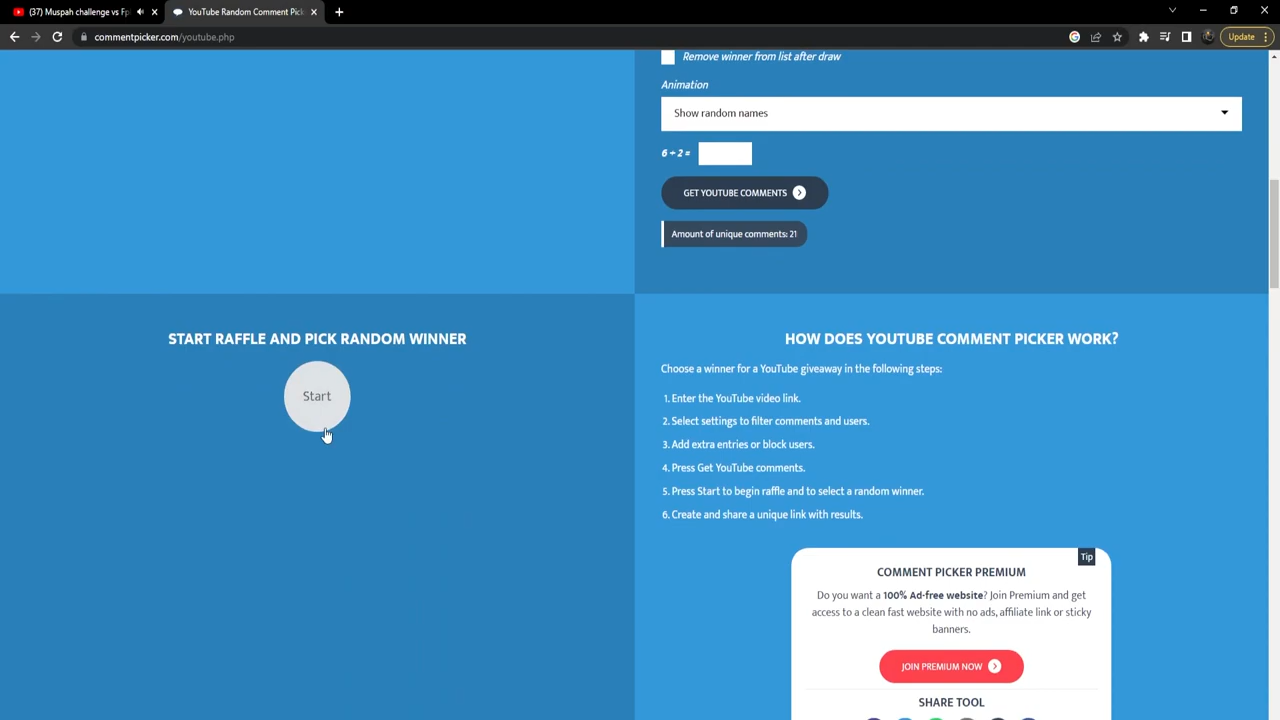 (37) Muspah challenge vs Fpl
YouTube Random Comment Pick
commentpicker.com/youtube.php
Update
Remove winner from list after draw
Animation
Show random names
6 ÷ 2 =
GET YOUTUBE COMMENTS
Amount of unique comments: 21
START RAFFLE AND PICK RANDOM WINNER
Start
HOW DOES YOUTUBE COMMENT PICKER WORK?
Choose a winner for a YouTube giveaway in the following steps:
1. Enter the YouTube video link.
2. Select settings to filter comments and users.
3. Add extra entries or block users.
4. Press Get YouTube comments.
5. Press Start to begin raffle and to select a random winner.
6. Create and share a unique link with results.
Tip
COMMENT PICKER PREMIUM
Do you want a 100% Ad-free website? Join Premium and get
access to a clean fast website with no ads, affiliate link or sticky
banners.
JOIN PREMIUM NOW
SHARE TOOL